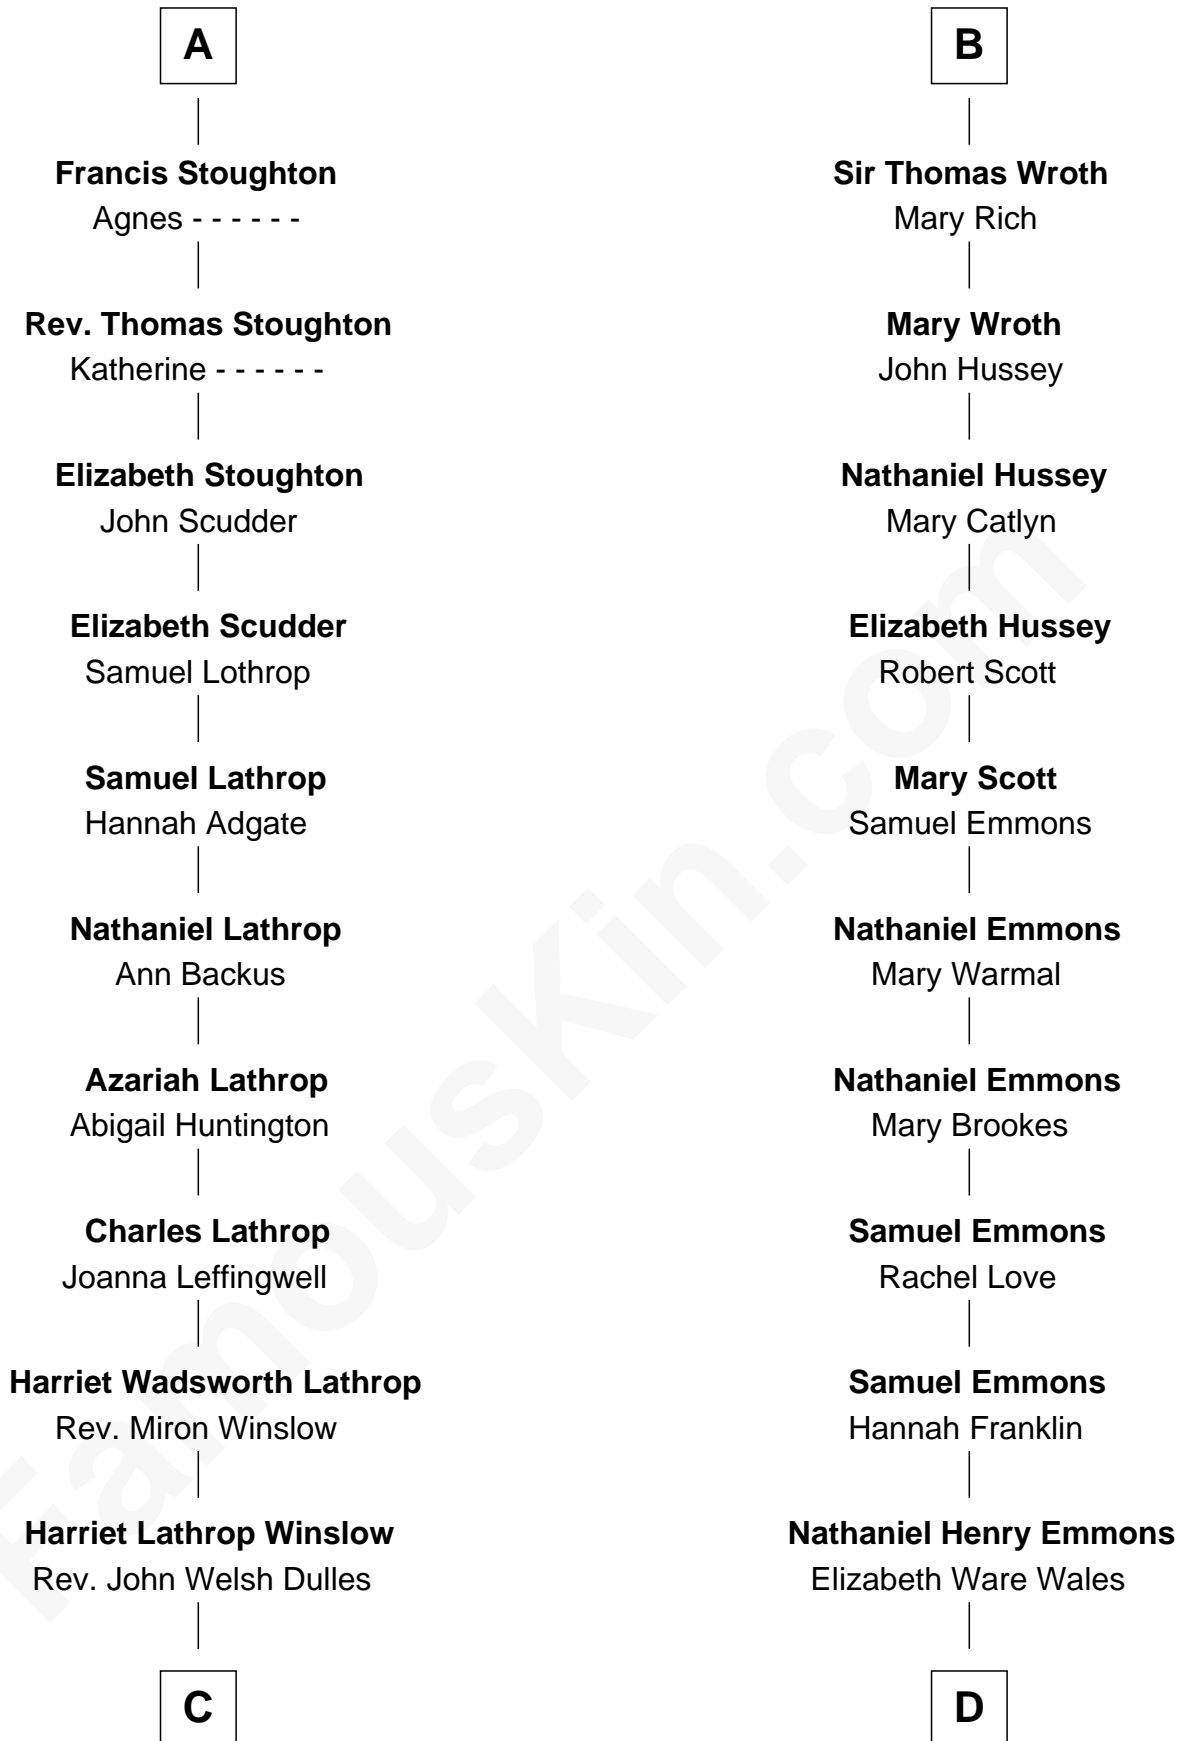 A
Francis Stoughton
Agnes - - - - - -
Rev. Thomas Stoughton
Katherine - - - - - -
Elizabeth Stoughton
John Scudder
Elizabeth Scudder
Samuel Lothrop
Samuel Lathrop
Hannah Adgate
Nathaniel Lathrop
Ann Backus
Azariah Lathrop
Abigail Huntington
Charles Lathrop
Joanna Leffingwell
Harriet Wadsworth Lathrop
Rev. Miron Winslow
Harriet Lathrop Winslow
Rev. John Welsh Dulles
C
B
Sir Thomas Wroth
Mary Rich
Mary Wroth
John Hussey
Nathaniel Hussey
Mary Catlyn
Elizabeth Hussey
Robert Scott
Mary Scott
Samuel Emmons
Nathaniel Emmons
Mary Warmal
Nathaniel Emmons
Mary Brookes
Samuel Emmons
Rachel Love
Samuel Emmons
Hannah Franklin
Nathaniel Henry Emmons
Elizabeth Ware Wales
D
FamousKin.com